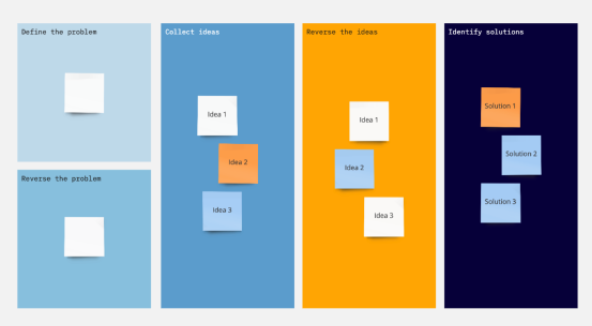 Define the problem
Reverse the problem
Collect ideas
Idea 1
Idea 2
Idea 3
Reverse the ideas
Idea 1
Idea 2
Idea 3
Identify solutions
Solution 1
Solution 2
Solution 3